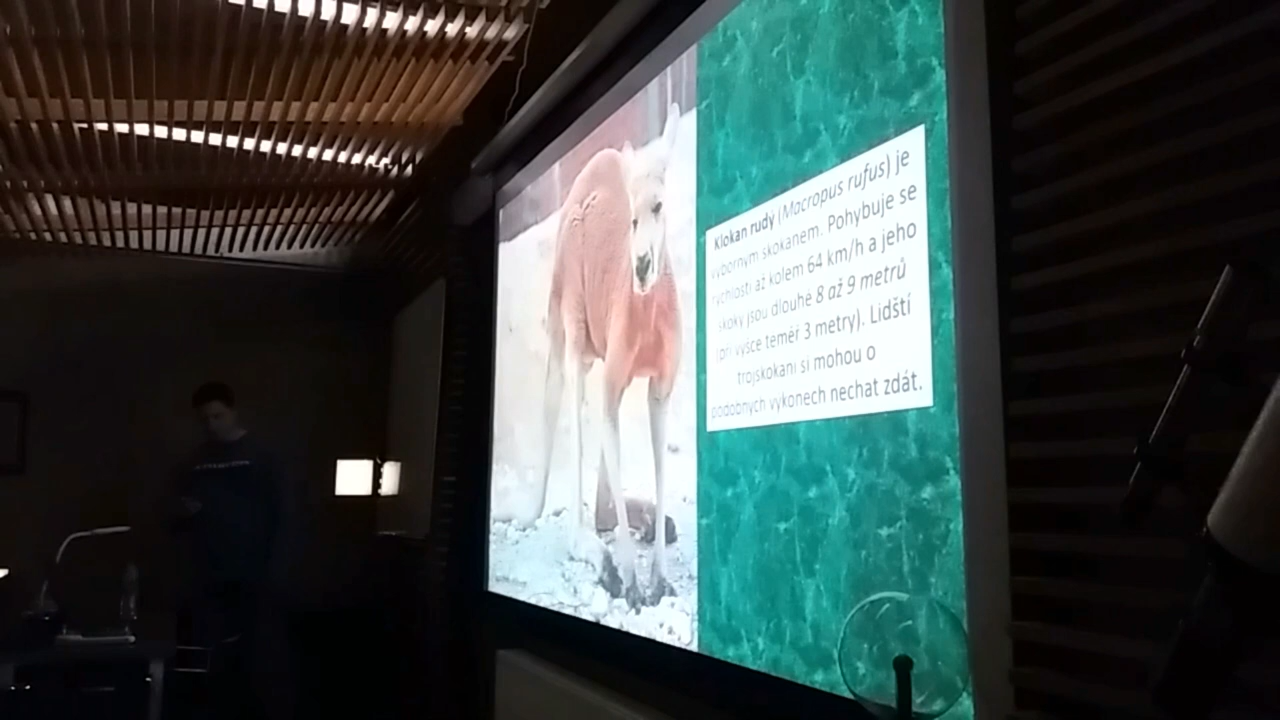 Klokan rudý (Macropus rufus) je
výborným skokanem. Pohybuje se
rychlostí až kolem 64 km/h a jeho
skoky jsou dlouhé 8 až 9 metrů
(při výšce téměř 3 metry). Lidští
trojskokani si mohou o
podobných výkonech nechat zdát.